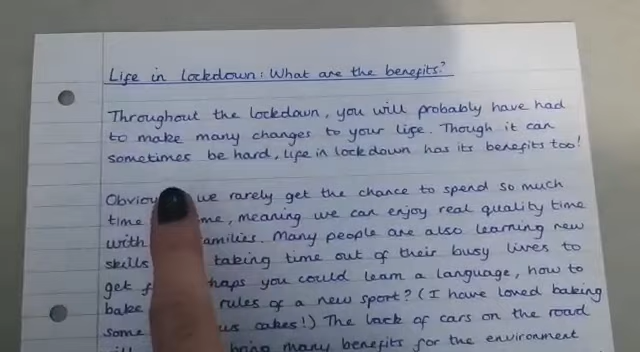 Life in lockdown: What are the benefits?
Throughout the lockdown, you will probably have had
to make many changes to your life. Though it can
sometimes be hard, life in lockdown has its benefits too!
we rarely get the chance to spend so much
time meaning we can enjoy real quality time
with families. Many people are also learning new
skills taking time out of their busy lives to
get you could learn a language, how to
bake rules of a new sport? (I have loved baking
some cakes!) The lack of cars on the road
bring many benefits for the environment